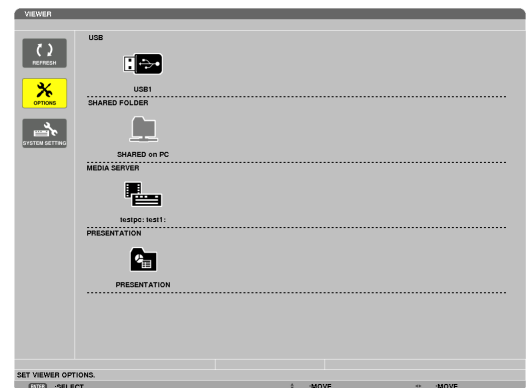 VIEWER
USB
REFRESH
USB1
OPTIONS
SHARED FOLDER
SYSTEM SETTING
SHARED on PC
MEDIA SERVER
testpc: test1:
PRESENTATION
PRESENTATION
SET VIEWER OPTIONS.
ENTER :SELECT :MOVE :MOVE